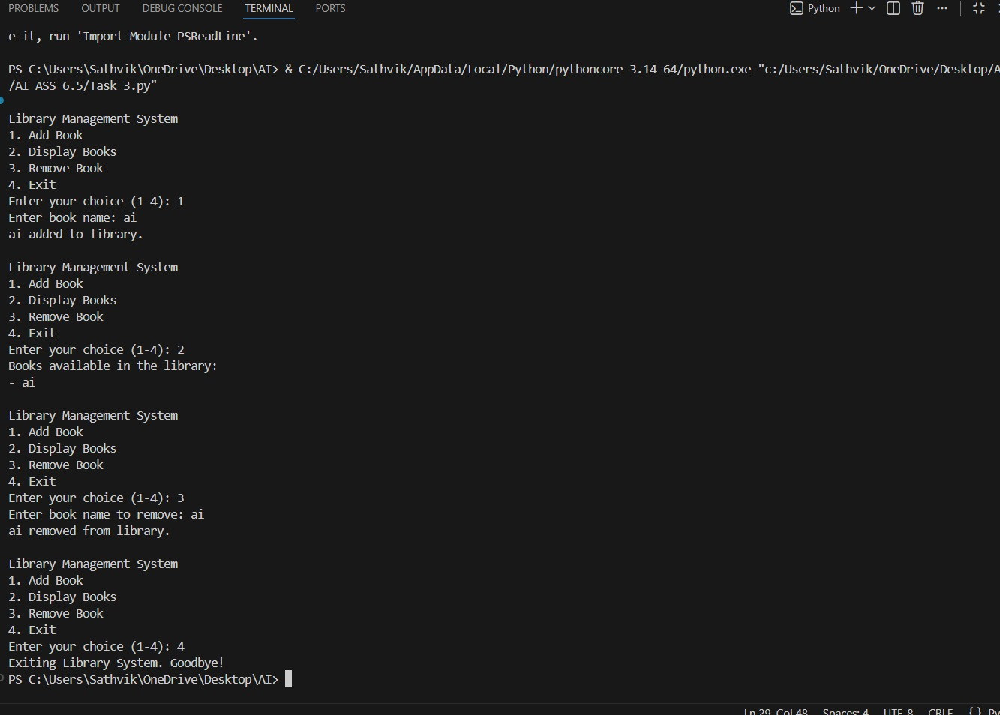 PROBLEMS OUTPUT DEBUG CONSOLE TERMINAL PORTS Python
e it, run 'Import-Module PSReadLine'.
PS C:\Users\Sathvik\OneDrive\Desktop\AI> & C:/Users/Sathvik/AppData/Local/Python/pythoncore-3.14-64/python.exe "c:/Users/Sathvik/OneDrive/Desktop/A
/AI ASS 6.5/Task 3.py"
Library Management System
1. Add Book
2. Display Books
3. Remove Book
4. Exit
Enter your choice (1-4): 1
Enter book name: ai
ai added to library.
Library Management System
1. Add Book
2. Display Books
3. Remove Book
4. Exit
Enter your choice (1-4): 2
Books available in the library:
- ai
Library Management System
1. Add Book
2. Display Books
3. Remove Book
4. Exit
Enter your choice (1-4): 3
Enter book name to remove: ai
ai removed from library.
Library Management System
1. Add Book
2. Display Books
3. Remove Book
4. Exit
Enter your choice (1-4): 4
Exiting Library System. Goodbye!
PS C:\Users\Sathvik\OneDrive\Desktop\AI>
Ln 29, Col 48 Spaces: 4 UTF-8 CRLF {} Py